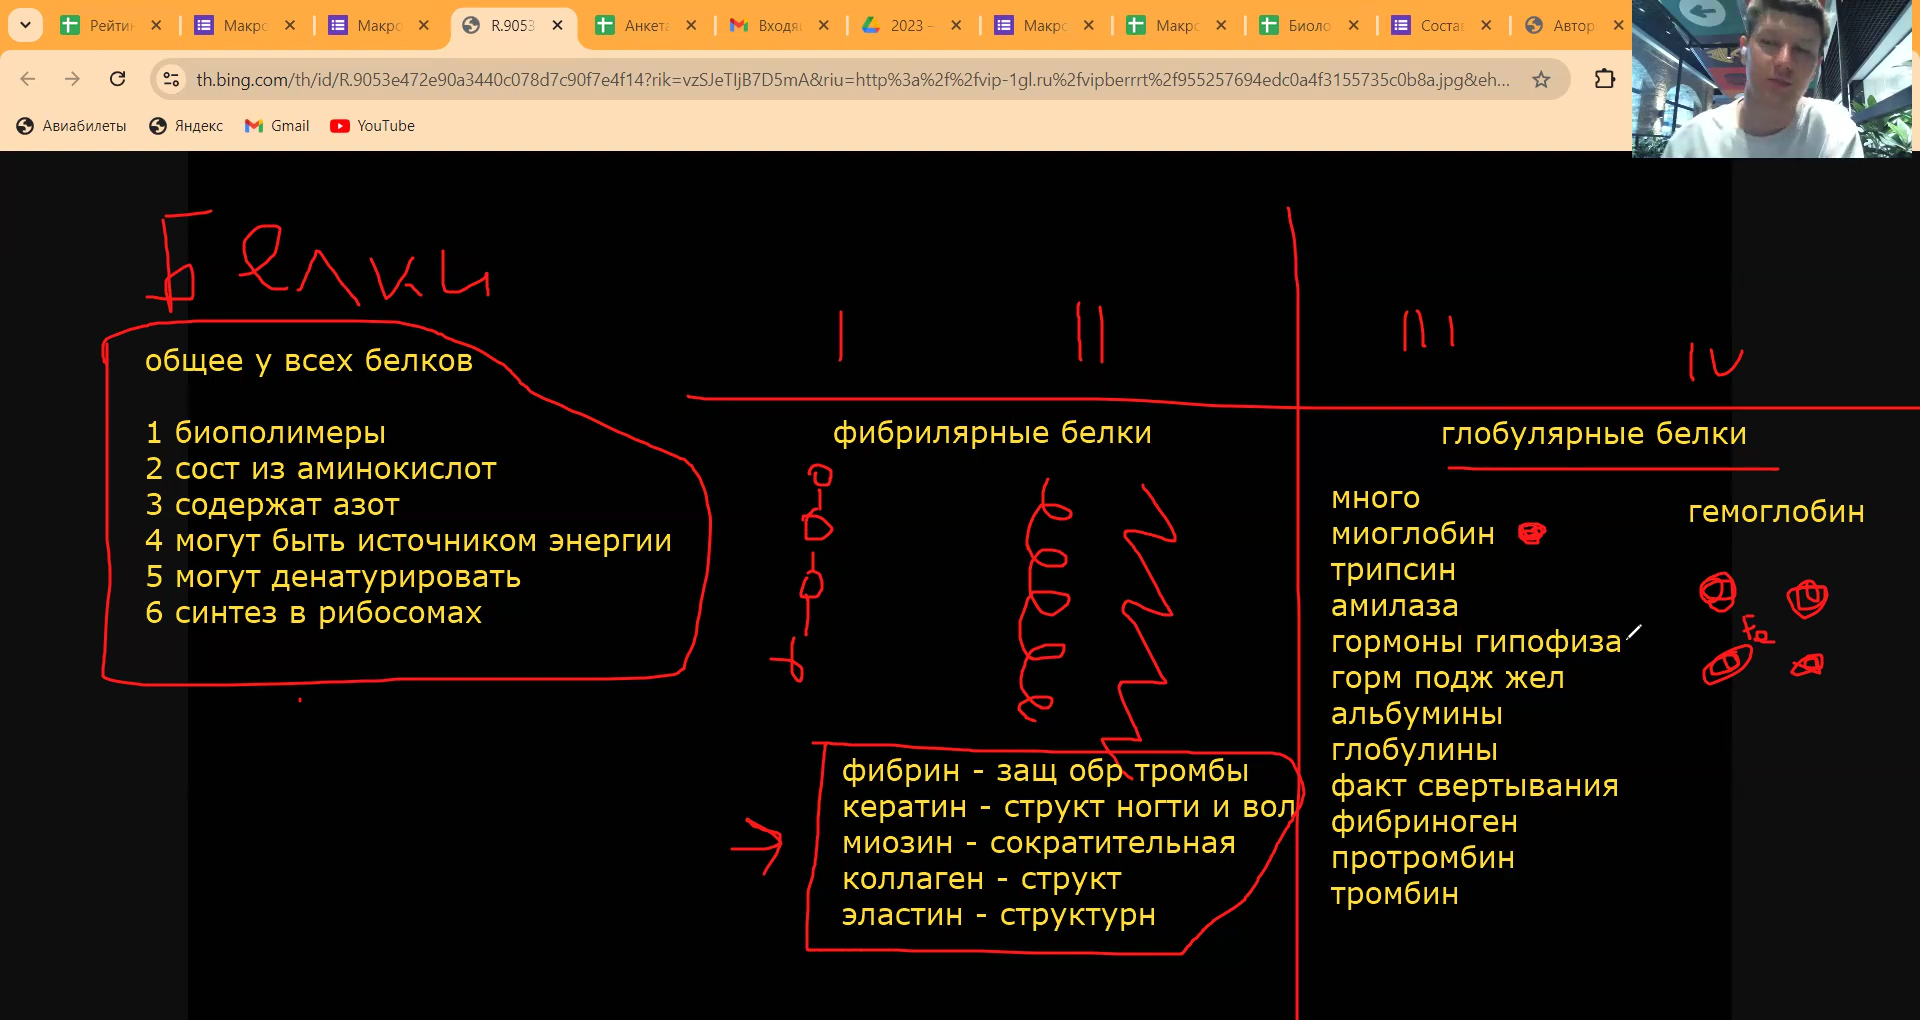 Рейтин
Макро
Макро
R.9053
Анкета
Входящ
2023 –
Макро
Макро
Биоло
Соста
Автор
th.bing.com/th/id/R.9053e472e90a3440c078d7c90f7e4f14?rik=vzSJeTIjB7D5mA&riu=http%3a%2f%2fvip-1gl.ru%2fvipberrrt%2f955257694edc0a4f3155735c0b8a.jpg&eh...
Авиабилеты Яндекс Gmail YouTube
Белки
общее у всех белков
1 биополимеры
2 сост из аминокислот
3 содержат азот
4 могут быть источником энергии
5 могут денатурировать
6 синтез в рибосомах
I II III IV
фибрилярные белки
фибрин - защ обр тромбы
кератин - структ ногти и вол
миозин - сократительная
коллаген - структ
эластин - структурн
глобулярные белки
много
миоглобин
трипсин
амилаза
гормоны гипофиза
горм подж жел
альбумины
глобулины
факт свертывания
фибриноген
протромбин
тромбин
гемоглобин
Fe